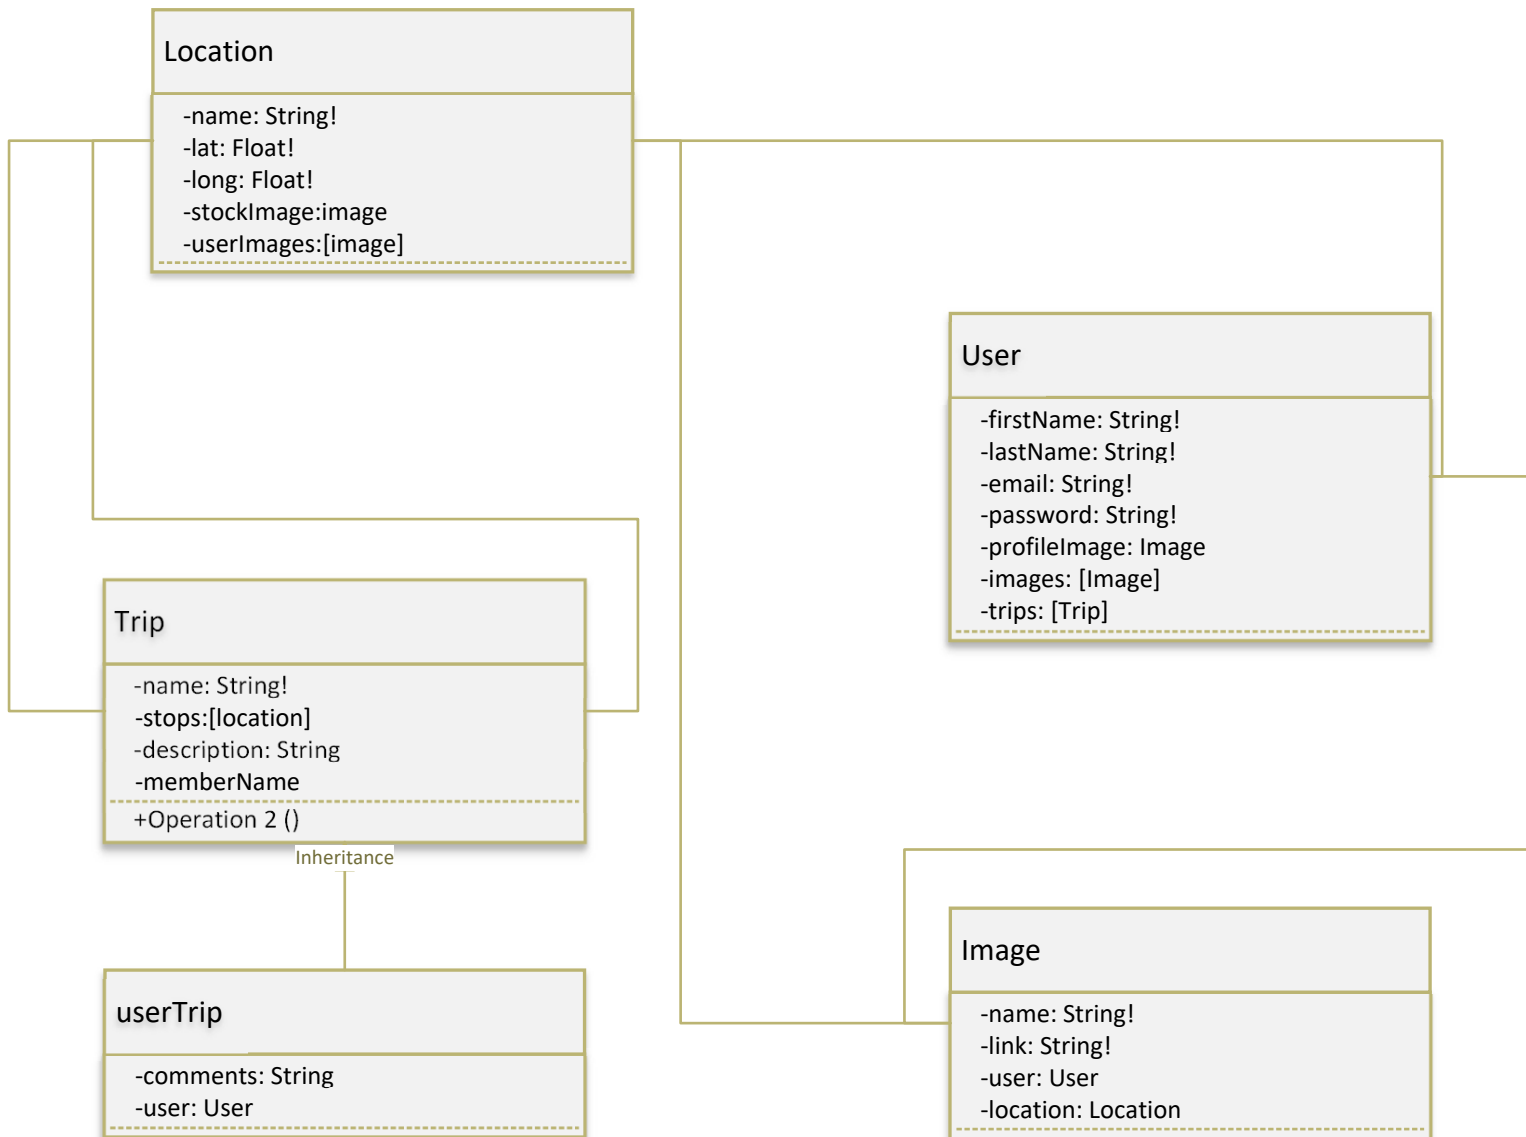 Location
-name: String!
-lat: Float!
-long: Float!
-stockImage:image
-userImages:[image]
User
-firstName: String!
-lastName: String!
-email: String!
-password: String!
-profileImage: Image
-images: [Image]
-trips: [Trip]
Trip
-name: String!
-stops:[location]
-description: String
-memberName
+Operation 2 ()
Inheritance
userTrip
-comments: String
-user: User
Image
-name: String!
-link: String!
-user: User
-location: Location